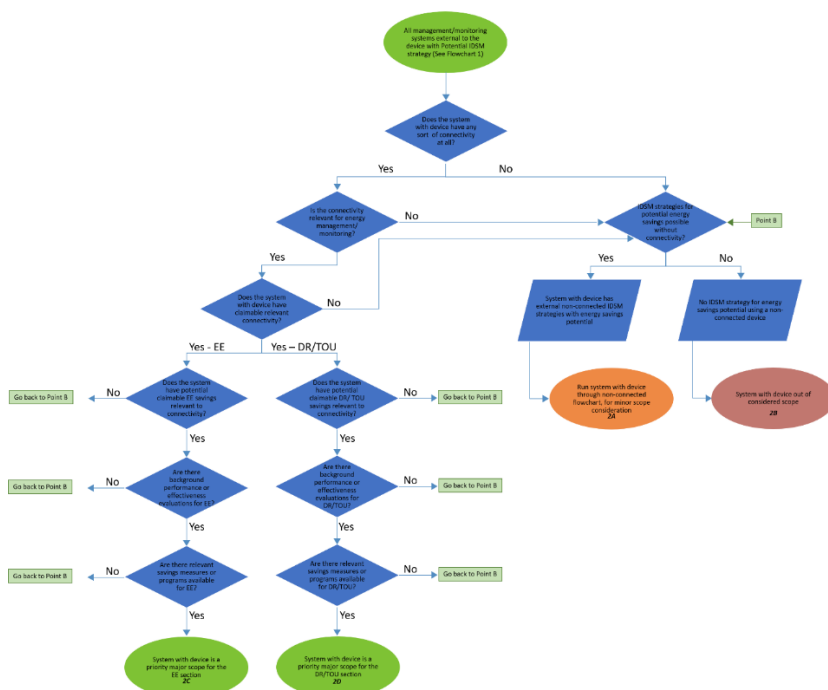 All management/monitoring
systems external to the
device with Potential IDSM
strategy (See Flowchart 1)
Does the system
with device have any
sort of connectivity
at all?
Yes
No
Is the connectivity
relevant for energy
management/
monitoring?
No
IDSM strategies for
potential energy
savings possible
without
connectivity?
Point B
Yes
Yes
No
Does the system
with device have
claimable relevant
connectivity?
No
System with device has
external non-connected IDSM
strategies with energy savings
potential
No IDSM strategy for energy
savings potential using a non-
connected device
Yes - EE
Yes – DR/TOU
Go back to Point B
No
Does the system
have potential
claimable EE savings
relevant to
connectivity?
Does the system
have potential
claimable DR/ TOU
savings relevant to
connectivity?
No
Go back to Point B
Run system with device
through non-connected
flowchart, for minor scope
consideration
2A
System with device out of
considered scope
2B
Yes
Yes
Go back to Point B
No
Are there
background
performance or
effectiveness
evaluations for EE?
Are there
background
performance or
effectiveness
evaluations for
DR/TOU?
No
Go back to Point B
Yes
Yes
Go back to Point B
No
Are there relevant
savings measures or
programs available
for EE?
Are there relevant
savings measures or
programs available
for DR/TOU?
No
Go back to Point B
Yes
Yes
System with device is a
priority major scope for the
EE section
2C
System with device is a
priority major scope for the
DR/TOU section
2D